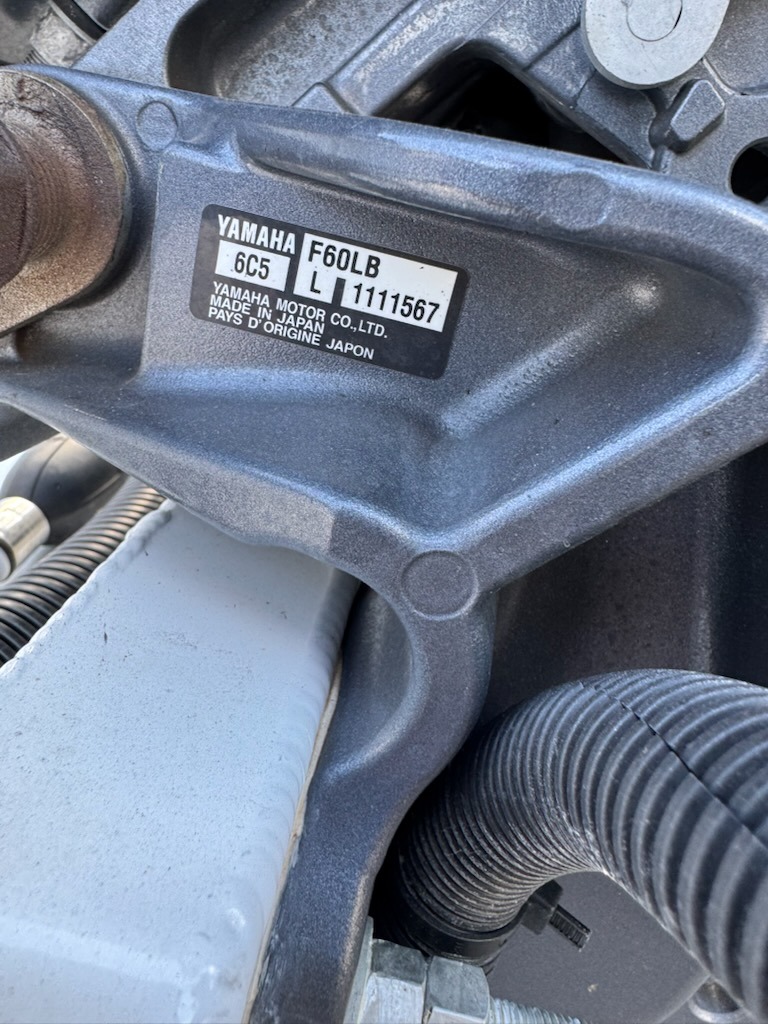 YAMAHA F60LB
6C5 L 1111567
YAMAHA MOTOR CO.,LTD.
MADE IN JAPAN
PAYS D'ORIGINE JAPON